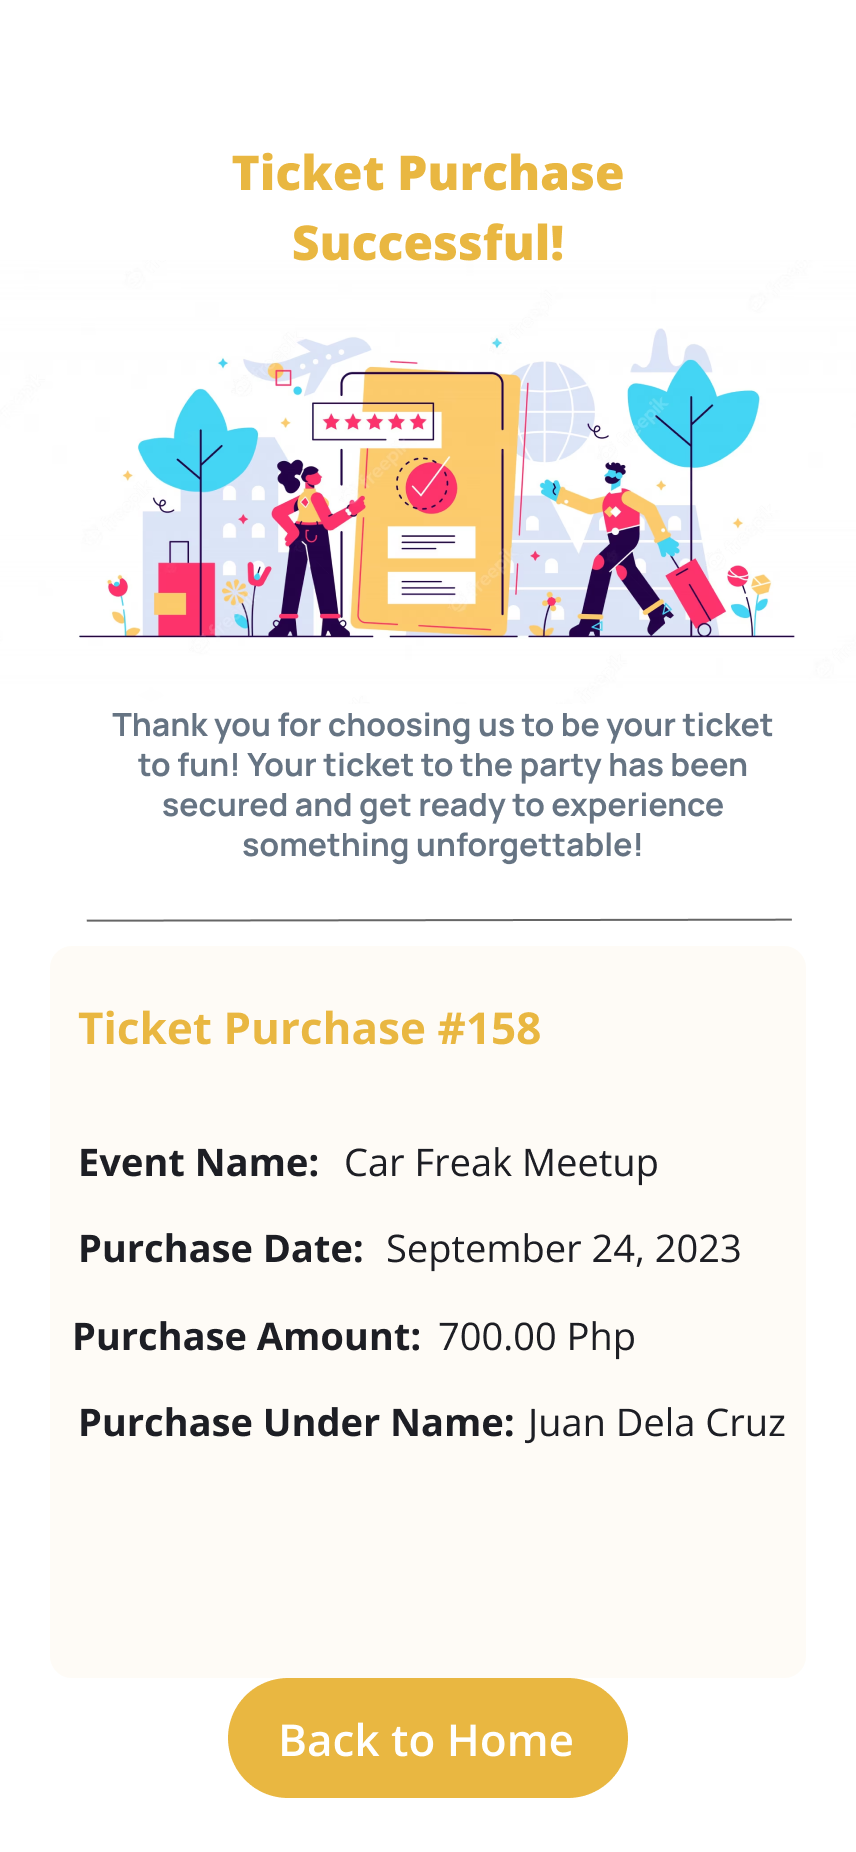 Ticket Purchase
Successful!
Thank you for choosing us to be your ticket
to fun! Your ticket to the party has been
secured and get ready to experience
something unforgettable!
Ticket Purchase #158
Event Name: Car Freak Meetup
Purchase Date: September 24, 2023
Purchase Amount: 700.00 Php
Purchase Under Name: Juan Dela Cruz
Back to Home